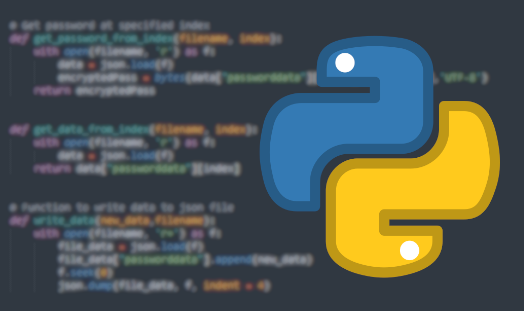 # Get password at specified index
def get_password_from_index(filename, index):
with open(filename, 'r') as f:
data = json.load(f)
encryptedPass = bytes(data["passworddata"][ ,'UTF-8')
return encryptedPass
def get_data_from_index(filename, index):
with open(filename, 'r') as f:
data = json.load(f)
return data["passworddata"][index]
# Function to write data to json file
def write_data(new_data,filename):
with open(filename, 'r+') as f:
file_data = json.load(f)
file_data["passworddata"].append(new_data)
f.seek(0)
json.dump(file_data, f, indent = 4)